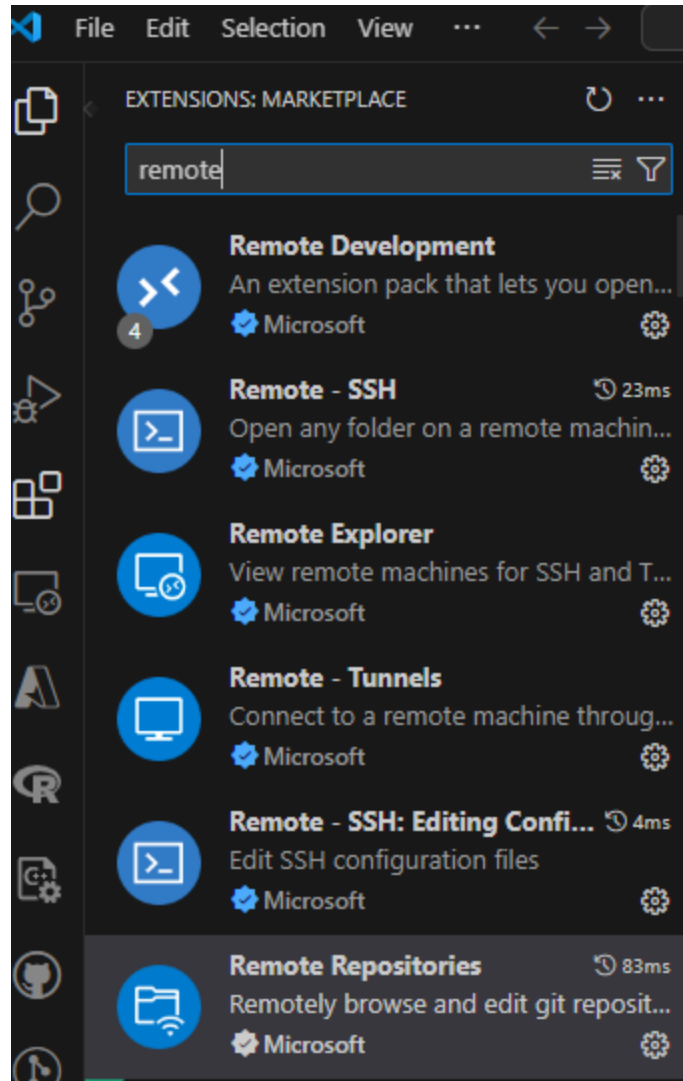 File Edit Selection View ...
EXTENSIONS: MARKETPLACE
remote
Remote Development
An extension pack that lets you open...
4
Microsoft
Remote - SSH
23ms
Open any folder on a remote machin...
Microsoft
Remote Explorer
View remote machines for SSH and T...
Microsoft
Remote - Tunnels
Connect to a remote machine throug...
Microsoft
Remote - SSH: Editing Confi...
4ms
Edit SSH configuration files
Microsoft
Remote Repositories
83ms
Remotely browse and edit git reposit...
Microsoft